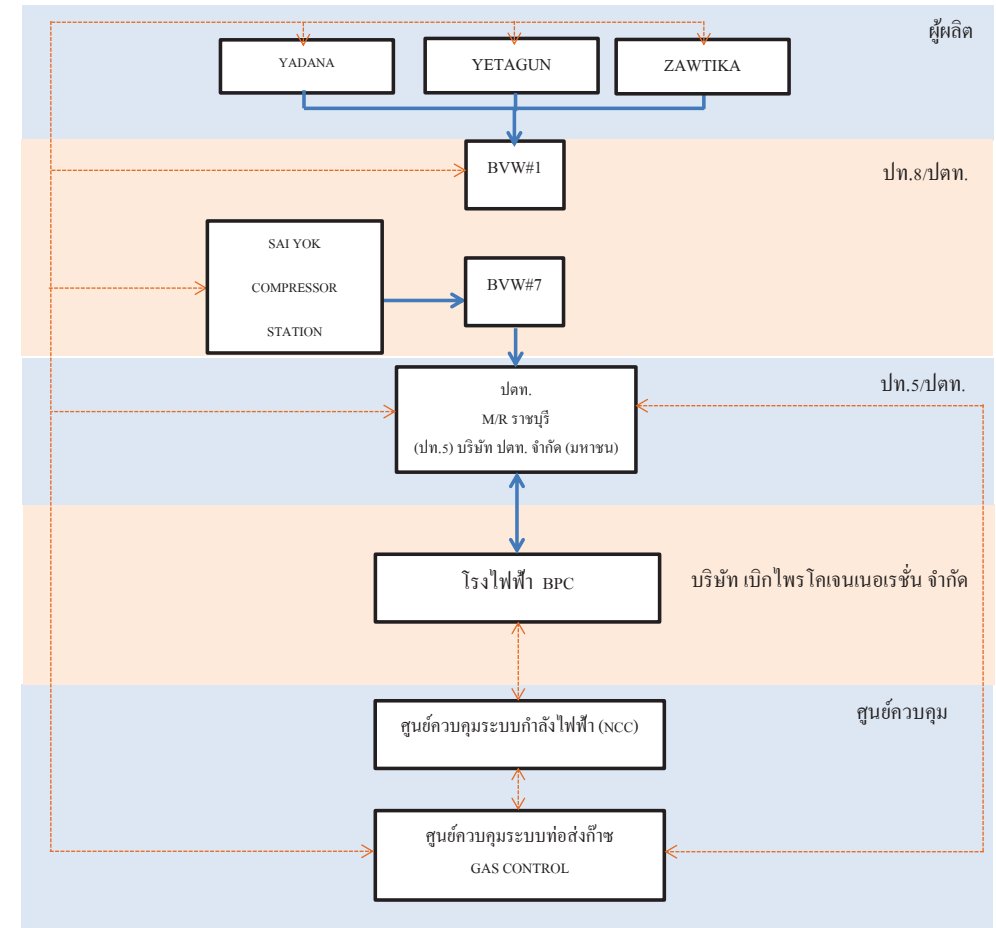 ผู้ผลิต
YADANA
YETAGUN
ZAWTIKA
BVW#1
ปท.8/ปตท.
SAI YOK
COMPRESSOR
STATION
BVW#7
ปท.5/ปตท.
ปตท.
M/R ราชบุรี
(ปท.5) บริษัท ปตท. จำกัด (มหาชน)
โรงไฟฟ้า BPC
บริษัท เบิกไพรโคเจนเนอเรชั่น จำกัด
ศูนย์ควบคุม
ศูนย์ควบคุมระบบกำลังไฟฟ้า (NCC)
ศูนย์ควบคุมระบบท่อส่งก๊าซ
GAS CONTROL